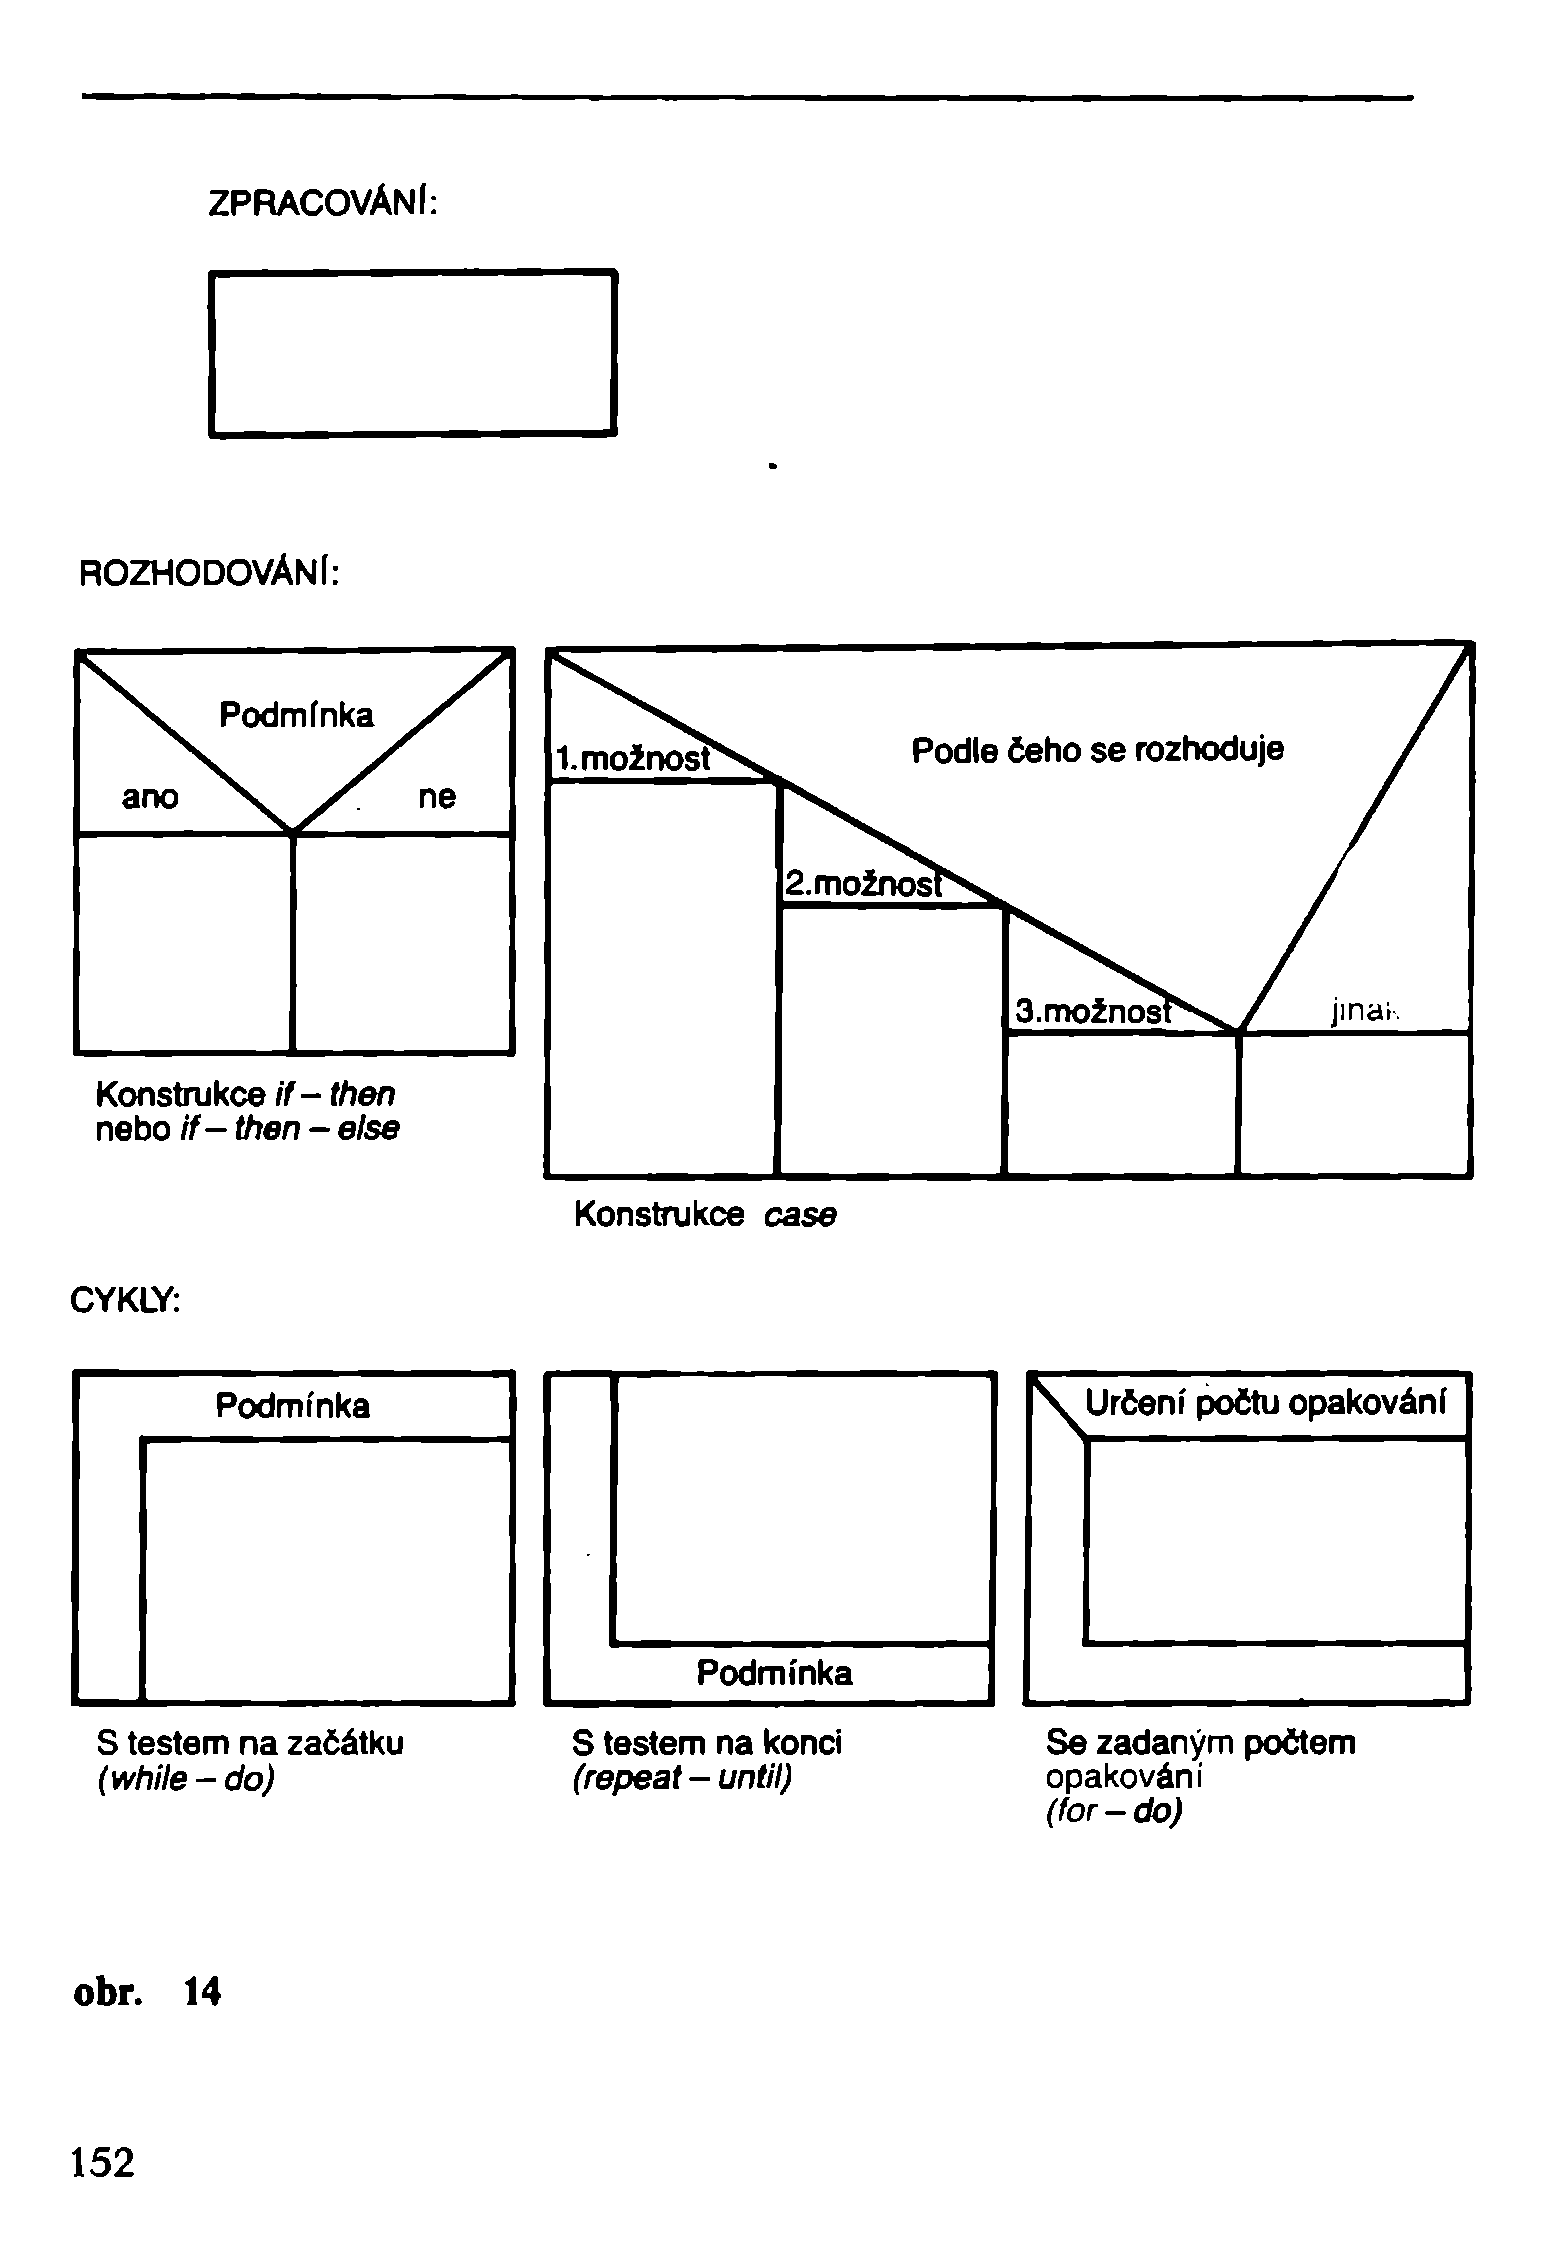 ZPRACOVÁNÍ:
ROZHODOVÁNÍ:
Podmínka
ano
ne
Konstrukce if – then
nebo if – then – else
Podle čeho se rozhoduje
1.možnost
2.možnost
3.možnost
jinak
Konstrukce case
CYKLY:
Podmínka
S testem na začátku
(while – do)
Podmínka
S testem na konci
(repeat – until)
Určení počtu opakování
Se zadaným počtem
opakování
(for – do)
obr. 14
152